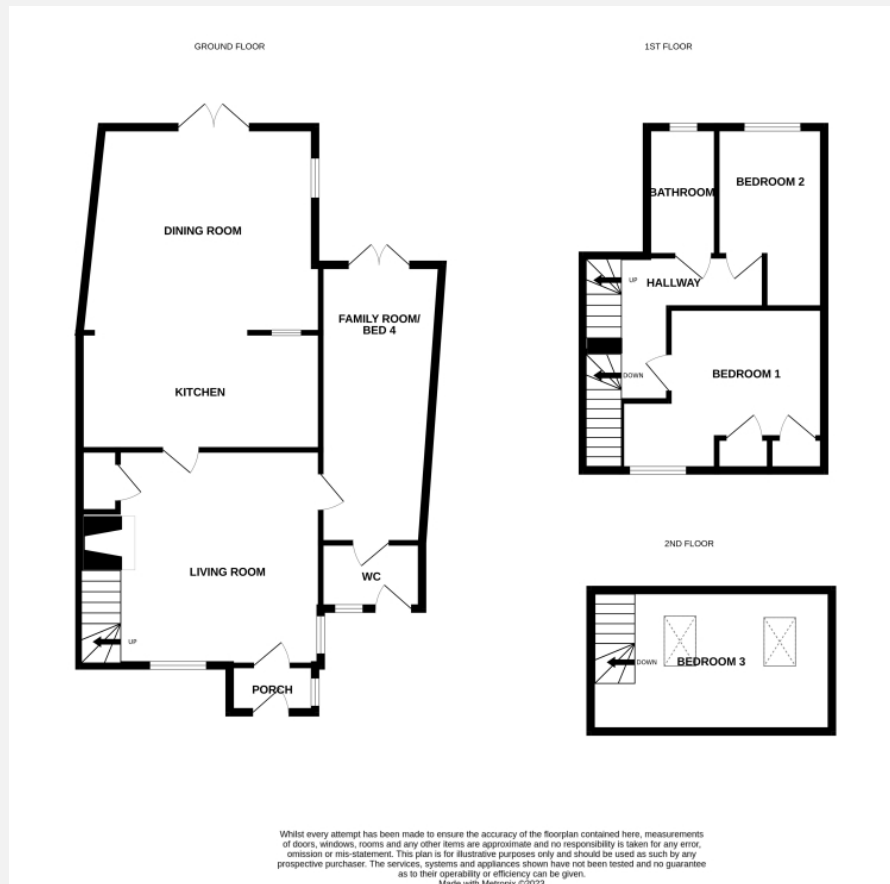 GROUND FLOOR
DINING ROOM
FAMILY ROOM/
BED 4
KITCHEN
LIVING ROOM
WC
UP
PORCH
1ST FLOOR
BATHROOM
BEDROOM 2
UP
HALLWAY
DOWN
BEDROOM 1
2ND FLOOR
DOWN
BEDROOM 3
Whilst every attempt has been made to ensure the accuracy of the floorplan contained here, measurements
of doors, windows, rooms and any other items are approximate and no responsibility is taken for any error,
omission or mis-statement. This plan is for illustrative purposes only and should be used as such by any
prospective purchaser. The services, systems and appliances shown have not been tested and no guarantee
as to their operability or efficiency can be given.
Made with Metropix ©2023